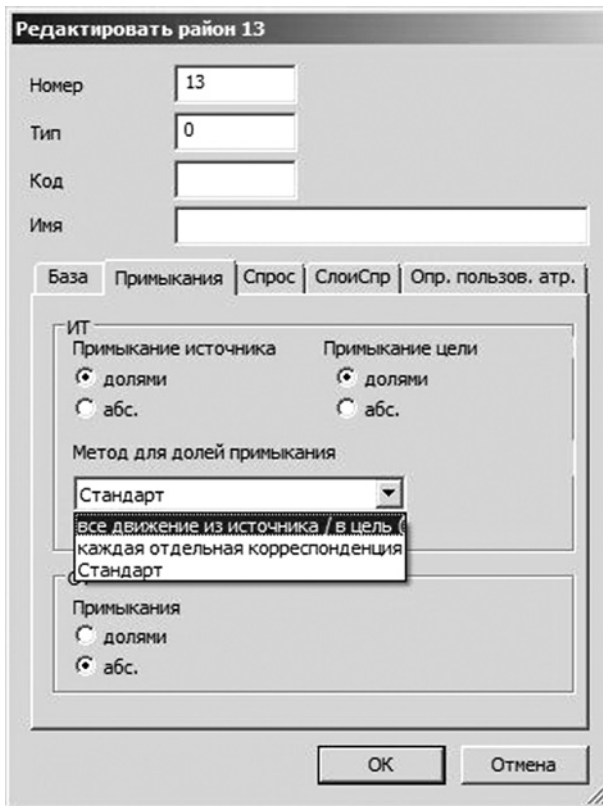 Редактировать район 13
Номер 13
Тип 0
Код
Имя
База Примыкания Спрос СлоиСпр Опр. пользов. атр.
ИТ
Примыкание источника Примыкание цели
долями долями
абс. абс.
Метод для долей примыкания
Стандарт
все движение из источника / в цель (
каждая отдельная корреспонденция
Стандарт
Примыкания
долями
абс.
OK Отмена